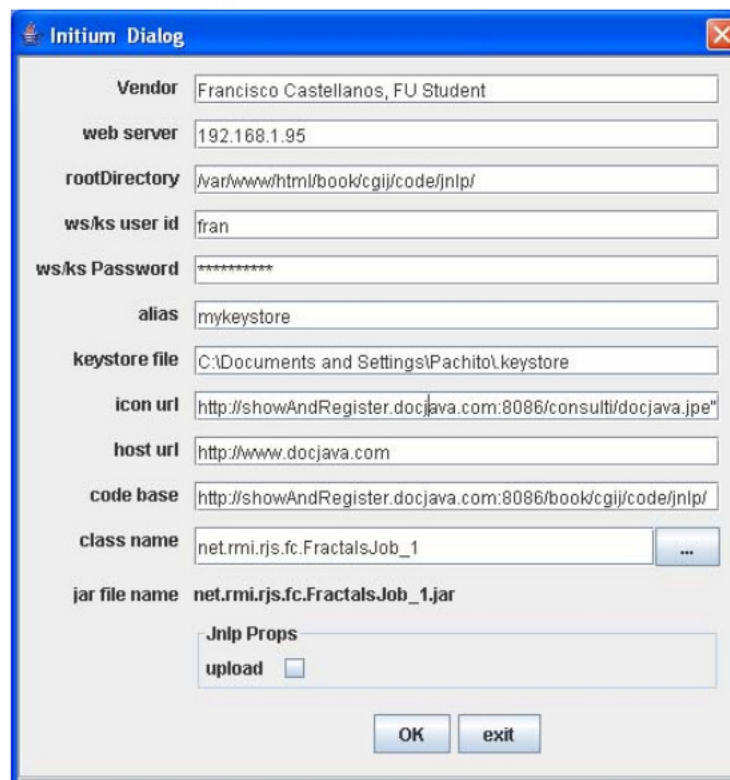 Initium Dialog
Vendor Francisco Castellanos, FU Student
web server 192.168.1.95
rootDirectory /var/www/html/book/cgij/code/jnlp/
ws/ks user id fran
ws/ks Password **********
alias mykeystore
keystore file C:\Documents and Settings\Pachito\.keystore
icon url http://showAndRegister.docjava.com:8086/consulti/docjava.jpe"
host url http://www.docjava.com
code base http://showAndRegister.docjava.com:8086/book/cgij/code/jnlp/
class name net.rmi.rjs.fc.FractalsJob_1 ...
jar file name net.rmi.rjs.fc.FractalsJob_1.jar
Jnlp Props
upload
OK exit